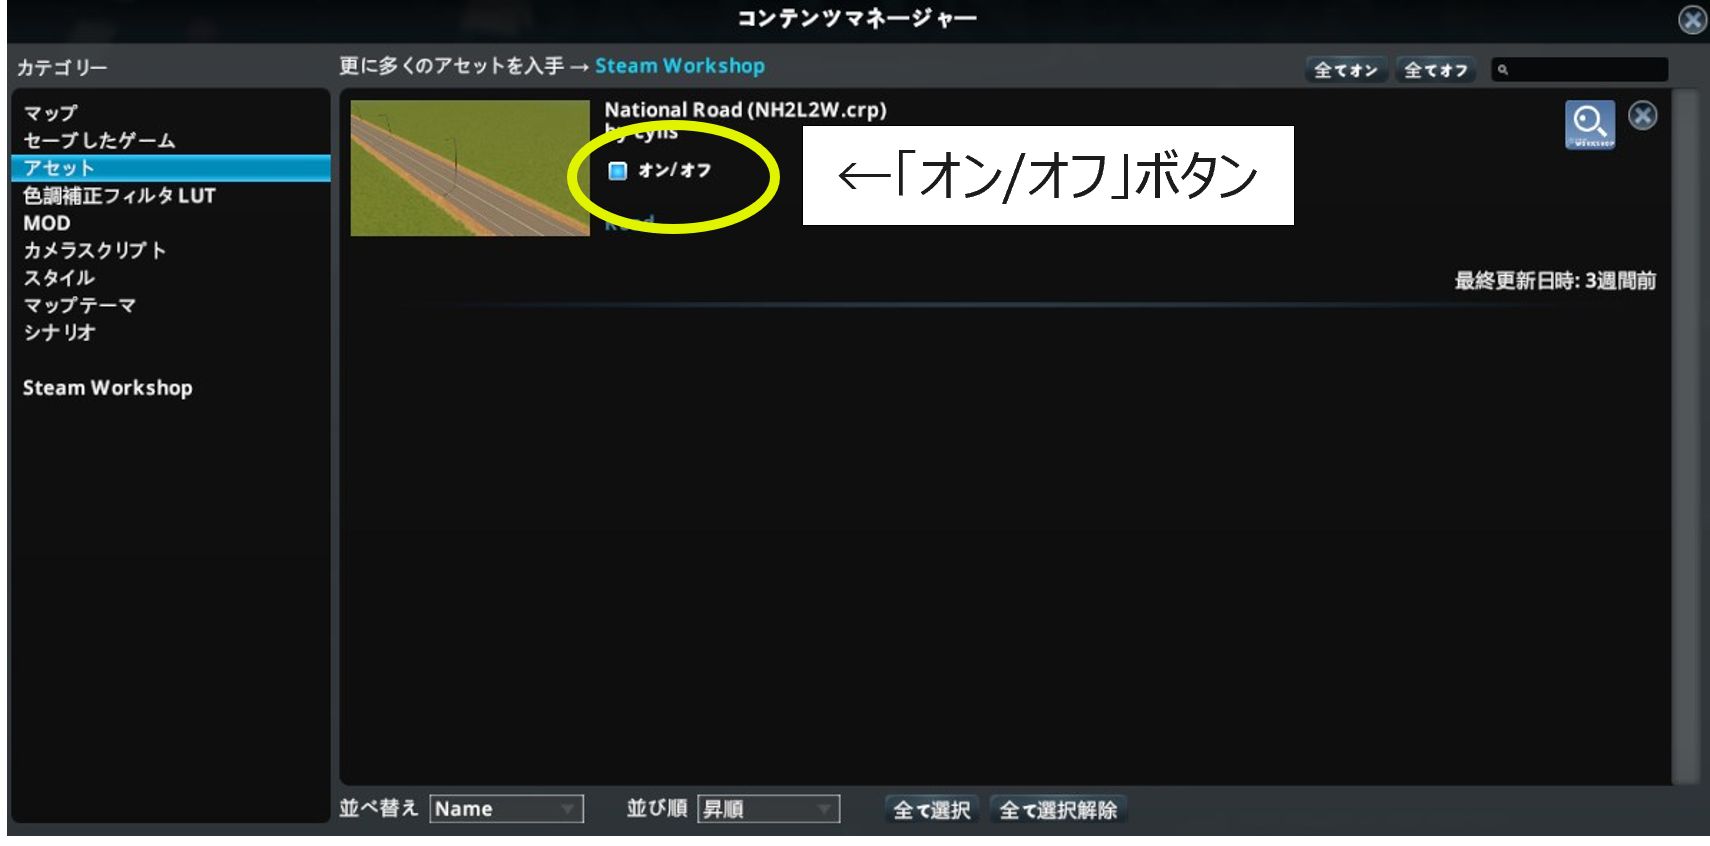 コンテンツマネージャー
カテゴリー
更に多くのアセットを入手 → Steam Workshop
全てオン 全てオフ
マップ
セーブしたゲーム
アセット
色調補正フィルタ LUT
MOD
カメラスクリプト
スタイル
マップテーマ
シナリオ
Steam Workshop
National Road (NH2L2W.crp)
by cylis
オン/オフ
←「オン/オフ」ボタン
Road
WORKSHOP
最終更新日時: 3週間前
並べ替え Name 並び順 昇順 全て選択 全て選択解除